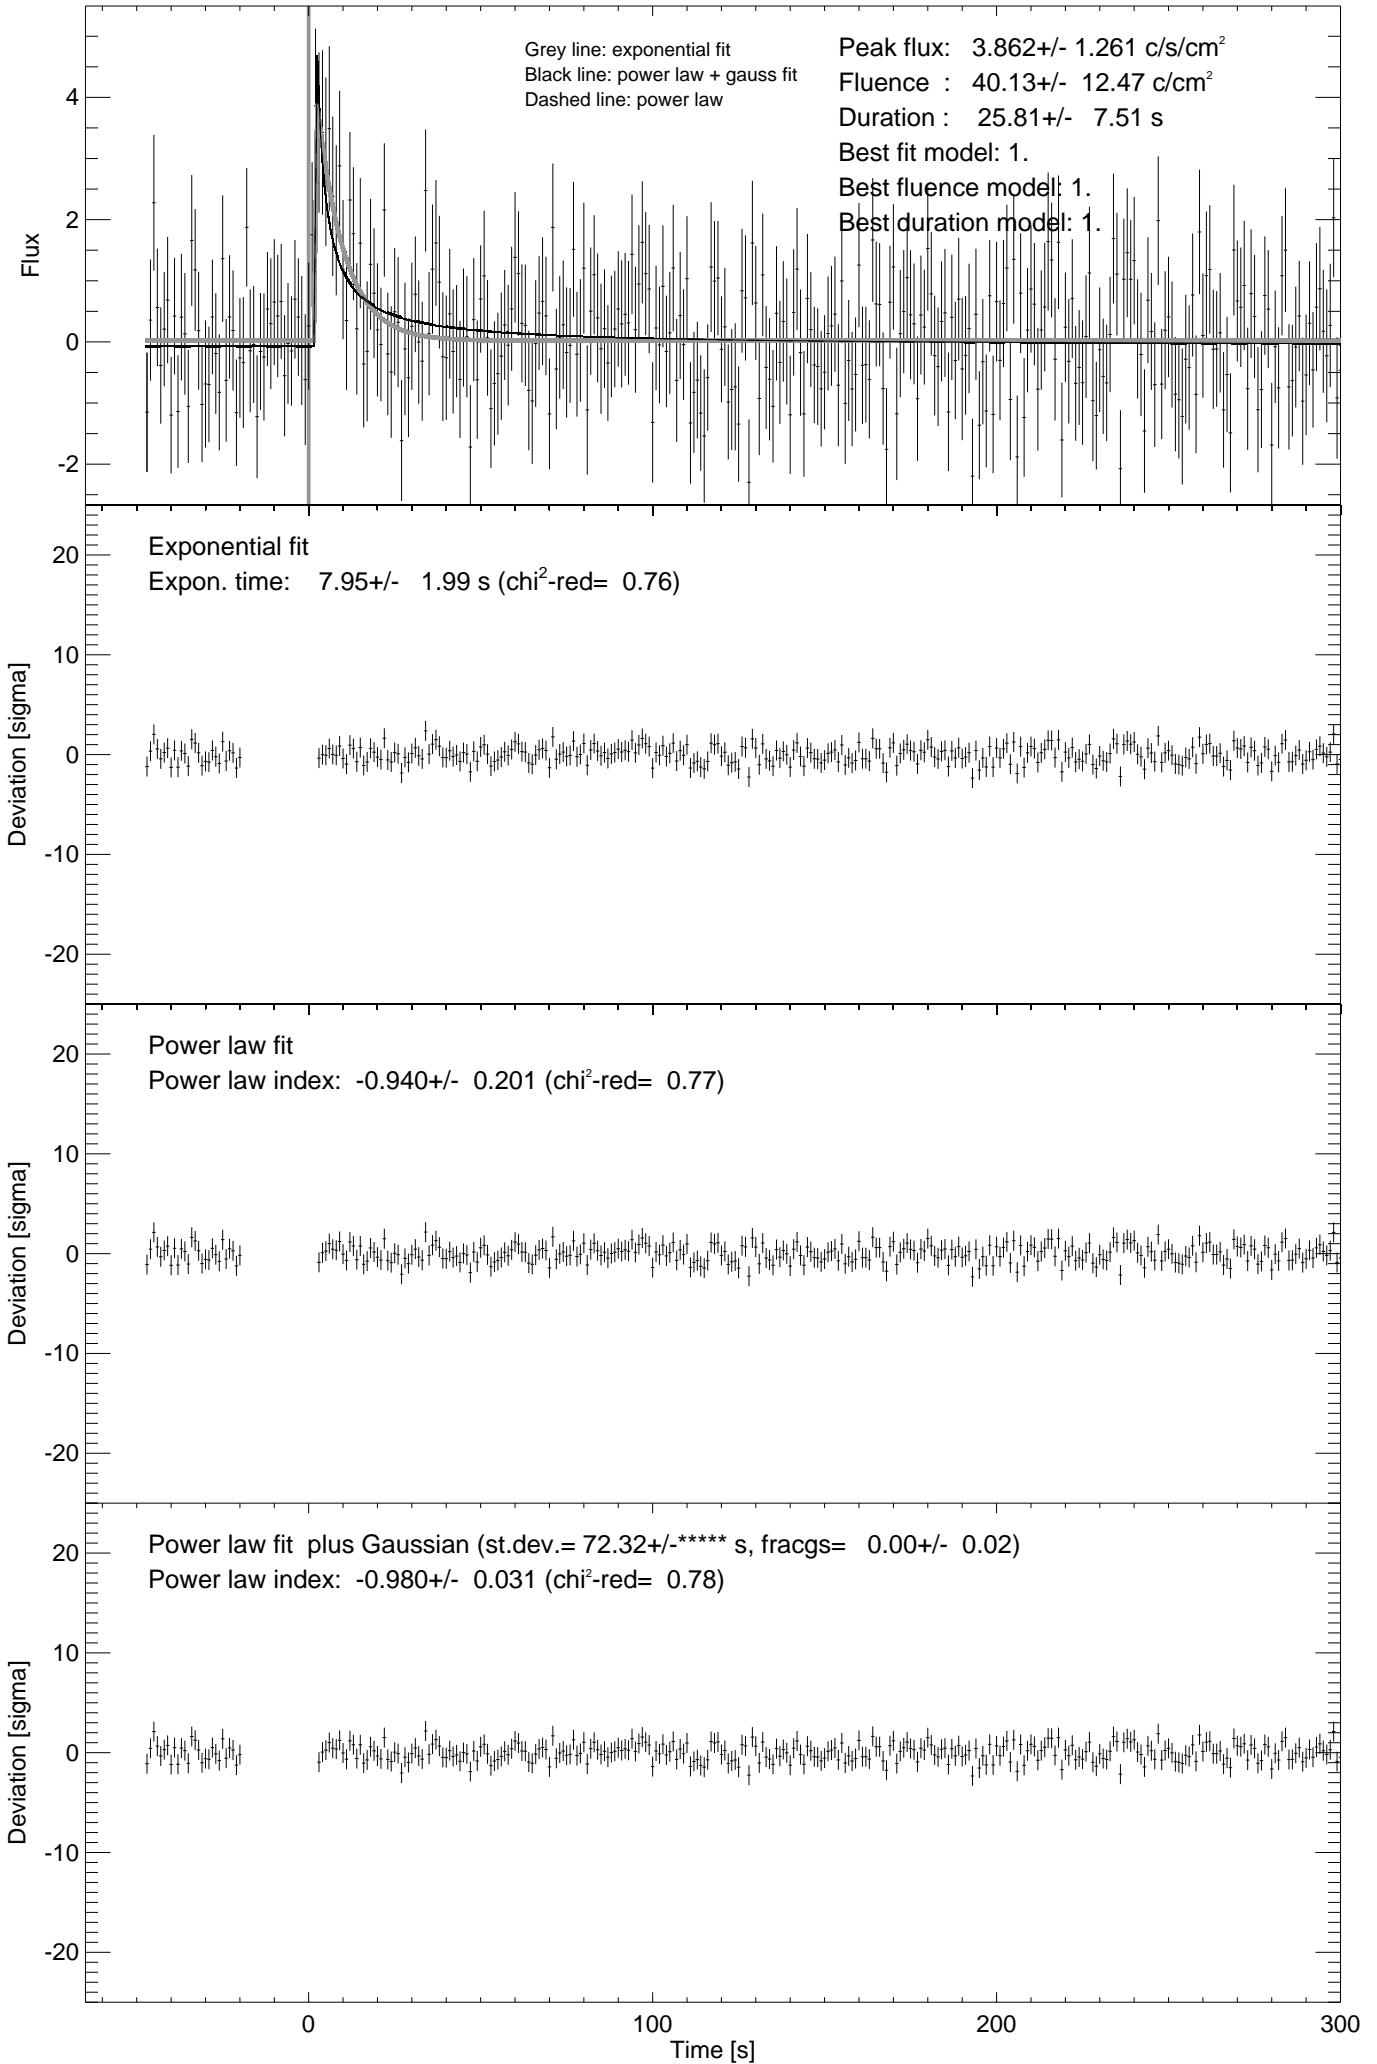 Grey line: exponential fit
Black line: power law + gauss fit
Dashed line: power law
Peak flux: 3.862+/- 1.261 c/s/cm²
Fluence : 40.13+/- 12.47 c/cm²
Duration : 25.81+/- 7.51 s
Best fit model: 1.
Best fluence model: 1.
Best duration model: 1.
Flux
4
2
0
-2
Exponential fit
Expon. time: 7.95+/- 1.99 s (chi²-red= 0.76)
Deviation [sigma]
20
10
0
-10
-20
Power law fit
Power law index: -0.940+/- 0.201 (chi²-red= 0.77)
Deviation [sigma]
20
10
0
-10
-20
Power law fit plus Gaussian (st.dev.= 72.32+/-***** s, fracgs= 0.00+/- 0.02)
Power law index: -0.980+/- 0.031 (chi²-red= 0.78)
Deviation [sigma]
20
10
0
-10
-20
0 100 200 300
Time [s]